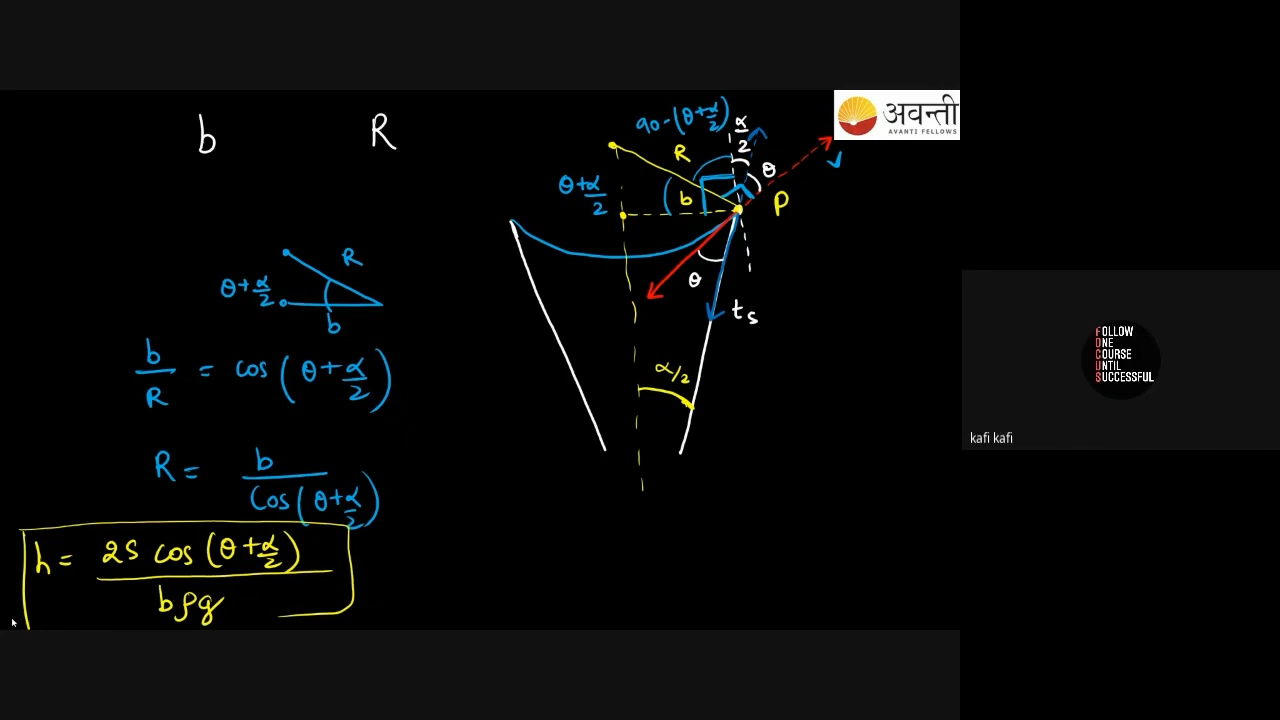 b R
90-(θ+α/2)
α/2
R
θ
v
θ+α/2
b
P
θ
t_s
α/2
R
θ+α/2
b
b/R = cos(θ+α/2)
R = b/Cos(θ+α/2)
h = 2S cos(θ+α/2)/bρg
अवन्ती
AVANTI FELLOWS
FOLLOW
ONE
COURSE
UNTIL
SUCCESSFUL
kafi kafi